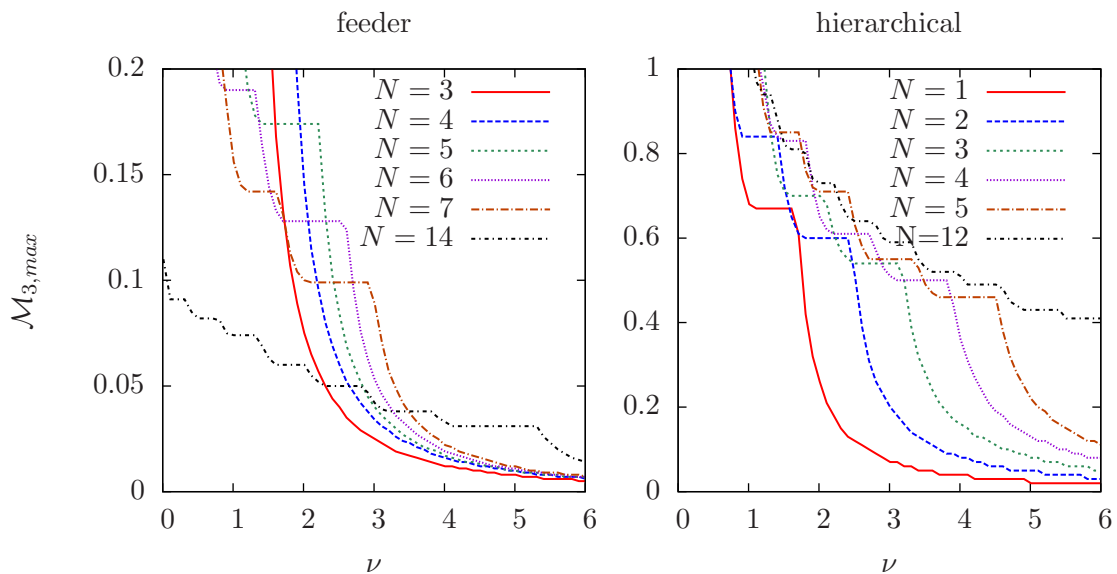 feeder
hierarchical
0.2
0.15
0.1
0.05
0
ℳ3,max
N = 3
N = 4
N = 5
N = 6
N = 7
N = 14
0 1 2 3 4 5 6
ν
1
0.8
0.6
0.4
0.2
0
N = 1
N = 2
N = 3
N = 4
N = 5
N=12
0 1 2 3 4 5 6
ν